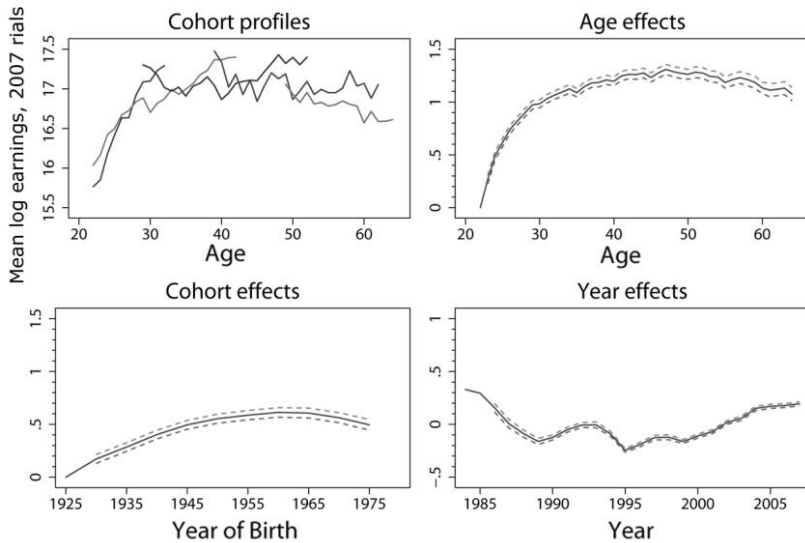 Cohort profiles
Mean log earnings, 2007 rials
17.5
17
16.5
16
15.5
20 30 40 50 60
Age
Age effects
1.5
1
.5
0
20 30 40 50 60
Age
Cohort effects
1.5
1
.5
0
1925 1935 1945 1955 1965 1975
Year of Birth
Year effects
1
.5
0
-.5
1985 1990 1995 2000 2005
Year